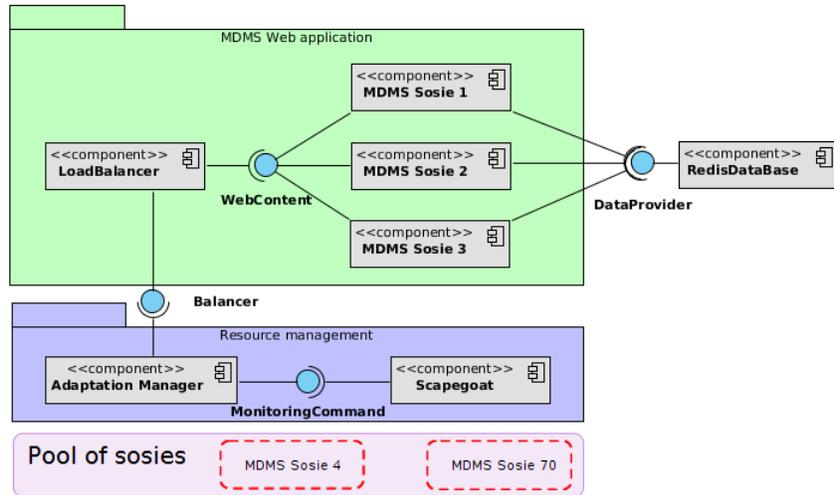 MDMS Web application
<<component>>
MDMS Sosie 1
<<component>>
LoadBalancer
<<component>>
MDMS Sosie 2
<<component>>
RedisDataBase
WebContent
DataProvider
<<component>>
MDMS Sosie 3
Balancer
Resource management
<<component>>
Adaptation Manager
<<component>>
Scapegoat
MonitoringCommand
Pool of sosies
MDMS Sosie 4
MDMS Sosie 70